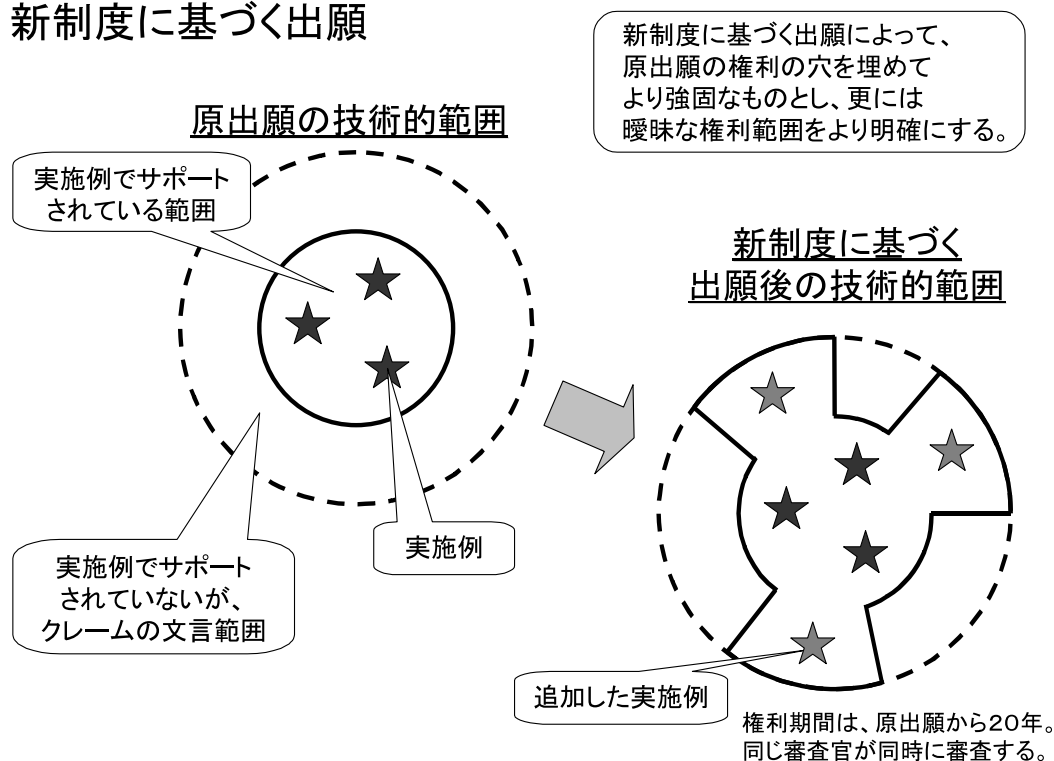 新制度に基づく出願
新制度に基づく出願によって、
原出願の権利の穴を埋めて
より強固なものとし、更には
曖昧な権利範囲をより明確にする。
原出願の技術的範囲
実施例でサポート
されている範囲
新制度に基づく
出願後の技術的範囲
実施例
実施例でサポート
されていないが、
クレームの文言範囲
追加した実施例
権利期間は、原出願から20年。
同じ審査官が同時に審査する。